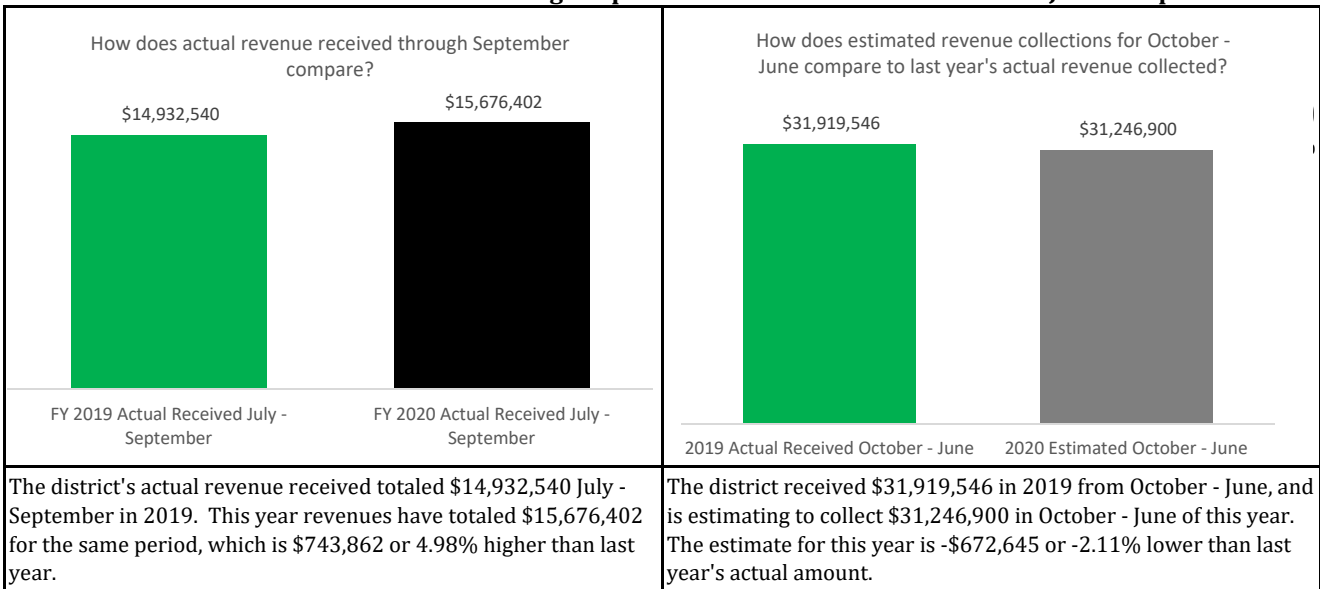 How does actual revenue received through September
compare?
$14,932,540
$15,676,402
FY 2019 Actual Received July -
September
FY 2020 Actual Received July -
September
How does estimated revenue collections for October -
June compare to last year's actual revenue collected?
$31,919,546
$31,246,900
2019 Actual Received October - June
2020 Estimated October - June
The district's actual revenue received totaled $14,932,540 July -
September in 2019.  This year revenues have totaled $15,676,402
for the same period, which is $743,862 or 4.98% higher than last
year.
The district received $31,919,546 in 2019 from October - June, and
is estimating to collect $31,246,900 in October - June of this year.
The estimate for this year is -$672,645 or -2.11% lower than last
year's actual amount.